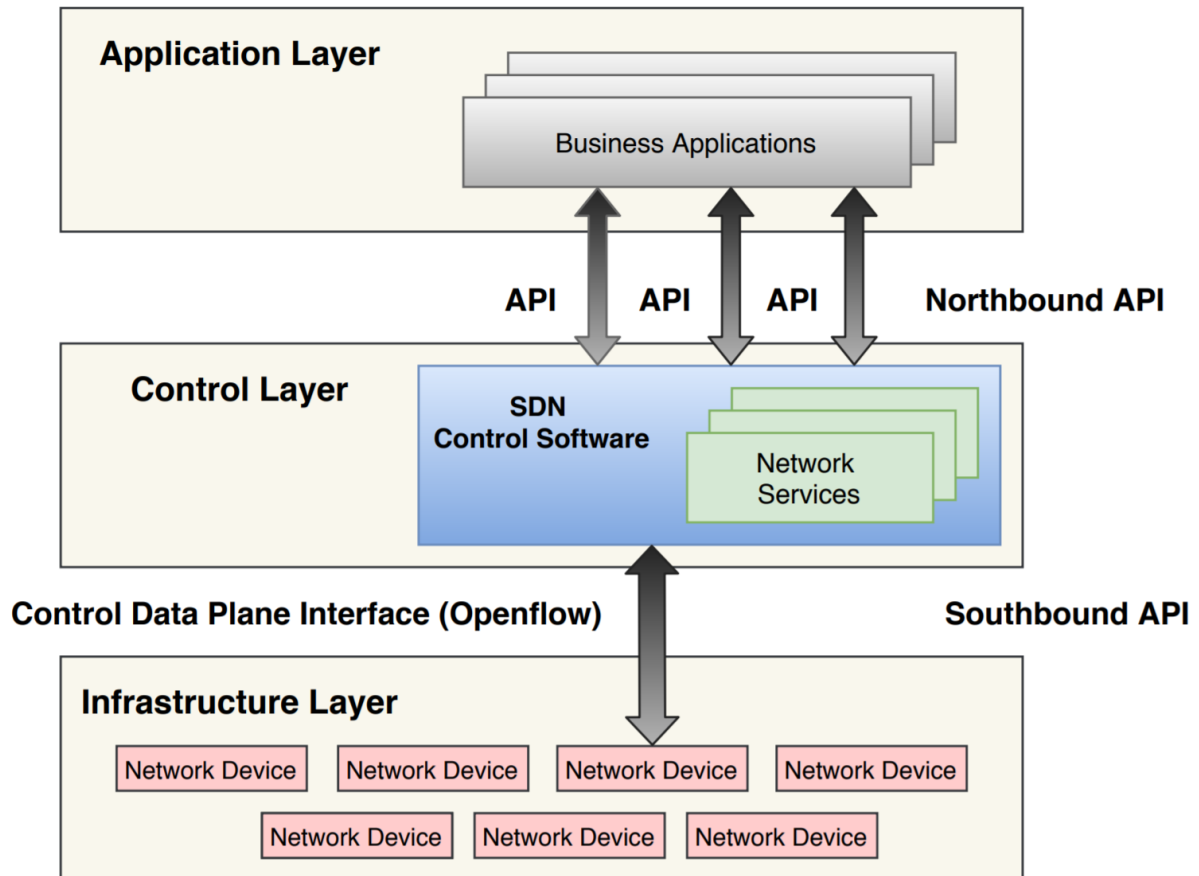 Application Layer
Business Applications
API
API
API
Northbound API
Control Layer
SDN
Control Software
Network
Services
Control Data Plane Interface (Openflow)
Southbound API
Infrastructure Layer
Network Device
Network Device
Network Device
Network Device
Network Device
Network Device
Network Device